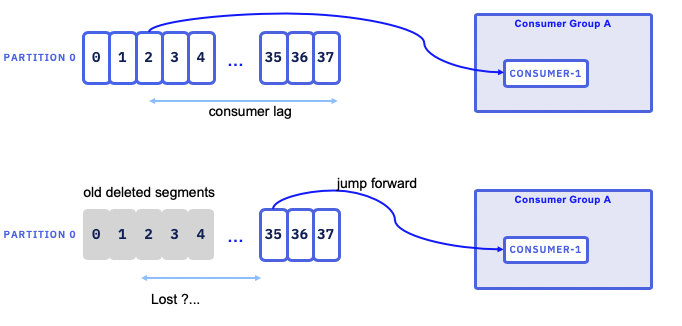 Consumer Group A
PARTITION 0 0 1 2 3 4 ... 35 36 37
CONSUMER-1
consumer lag
jump forward
old deleted segments
Consumer Group A
PARTITION 0 0 1 2 3 4 ... 35 36 37
CONSUMER-1
Lost ?...